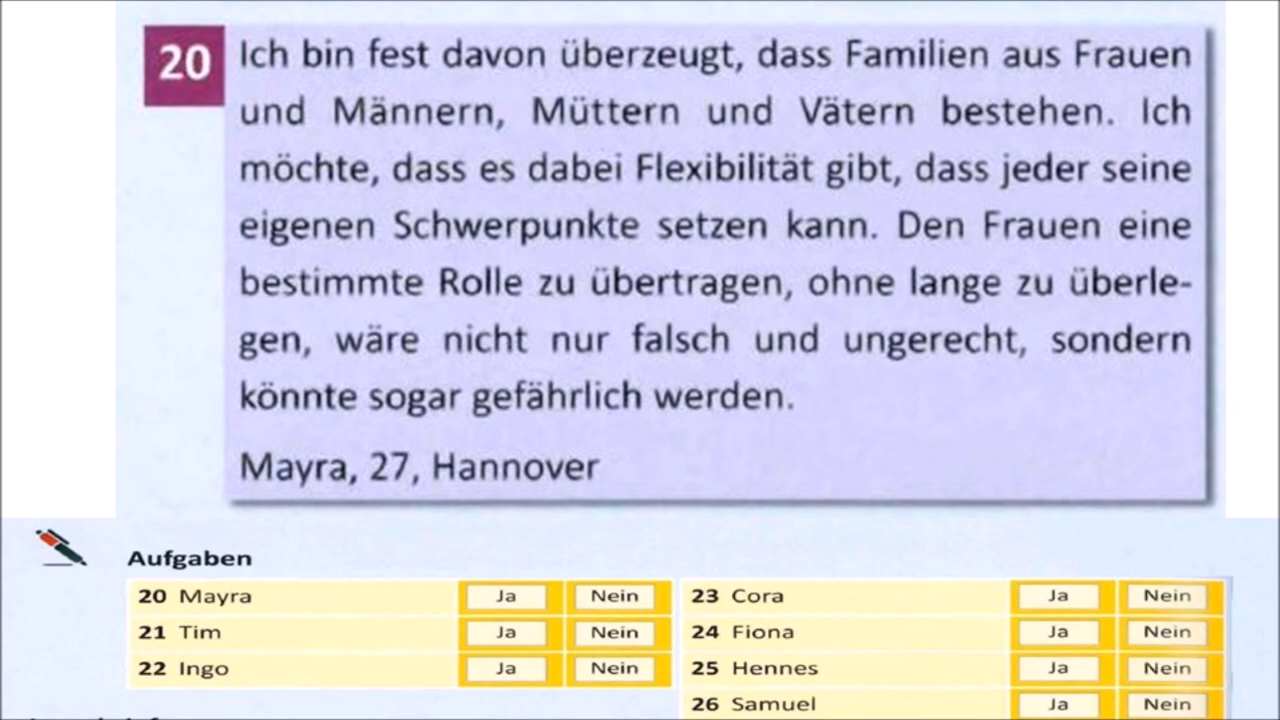 20
Ich bin fest davon überzeugt, dass Familien aus Frauen
und Männern, Müttern und Vätern bestehen. Ich
möchte, dass es dabei Flexibilität gibt, dass jeder seine
eigenen Schwerpunkte setzen kann. Den Frauen eine
bestimmte Rolle zu übertragen, ohne lange zu überle-
gen, wäre nicht nur falsch und ungerecht, sondern
könnte sogar gefährlich werden.
Mayra, 27, Hannover
Aufgaben
20 Mayra Ja Nein
21 Tim Ja Nein
22 Ingo Ja Nein
23 Cora Ja Nein
24 Fiona Ja Nein
25 Hennes Ja Nein
26 Samuel Ja Nein